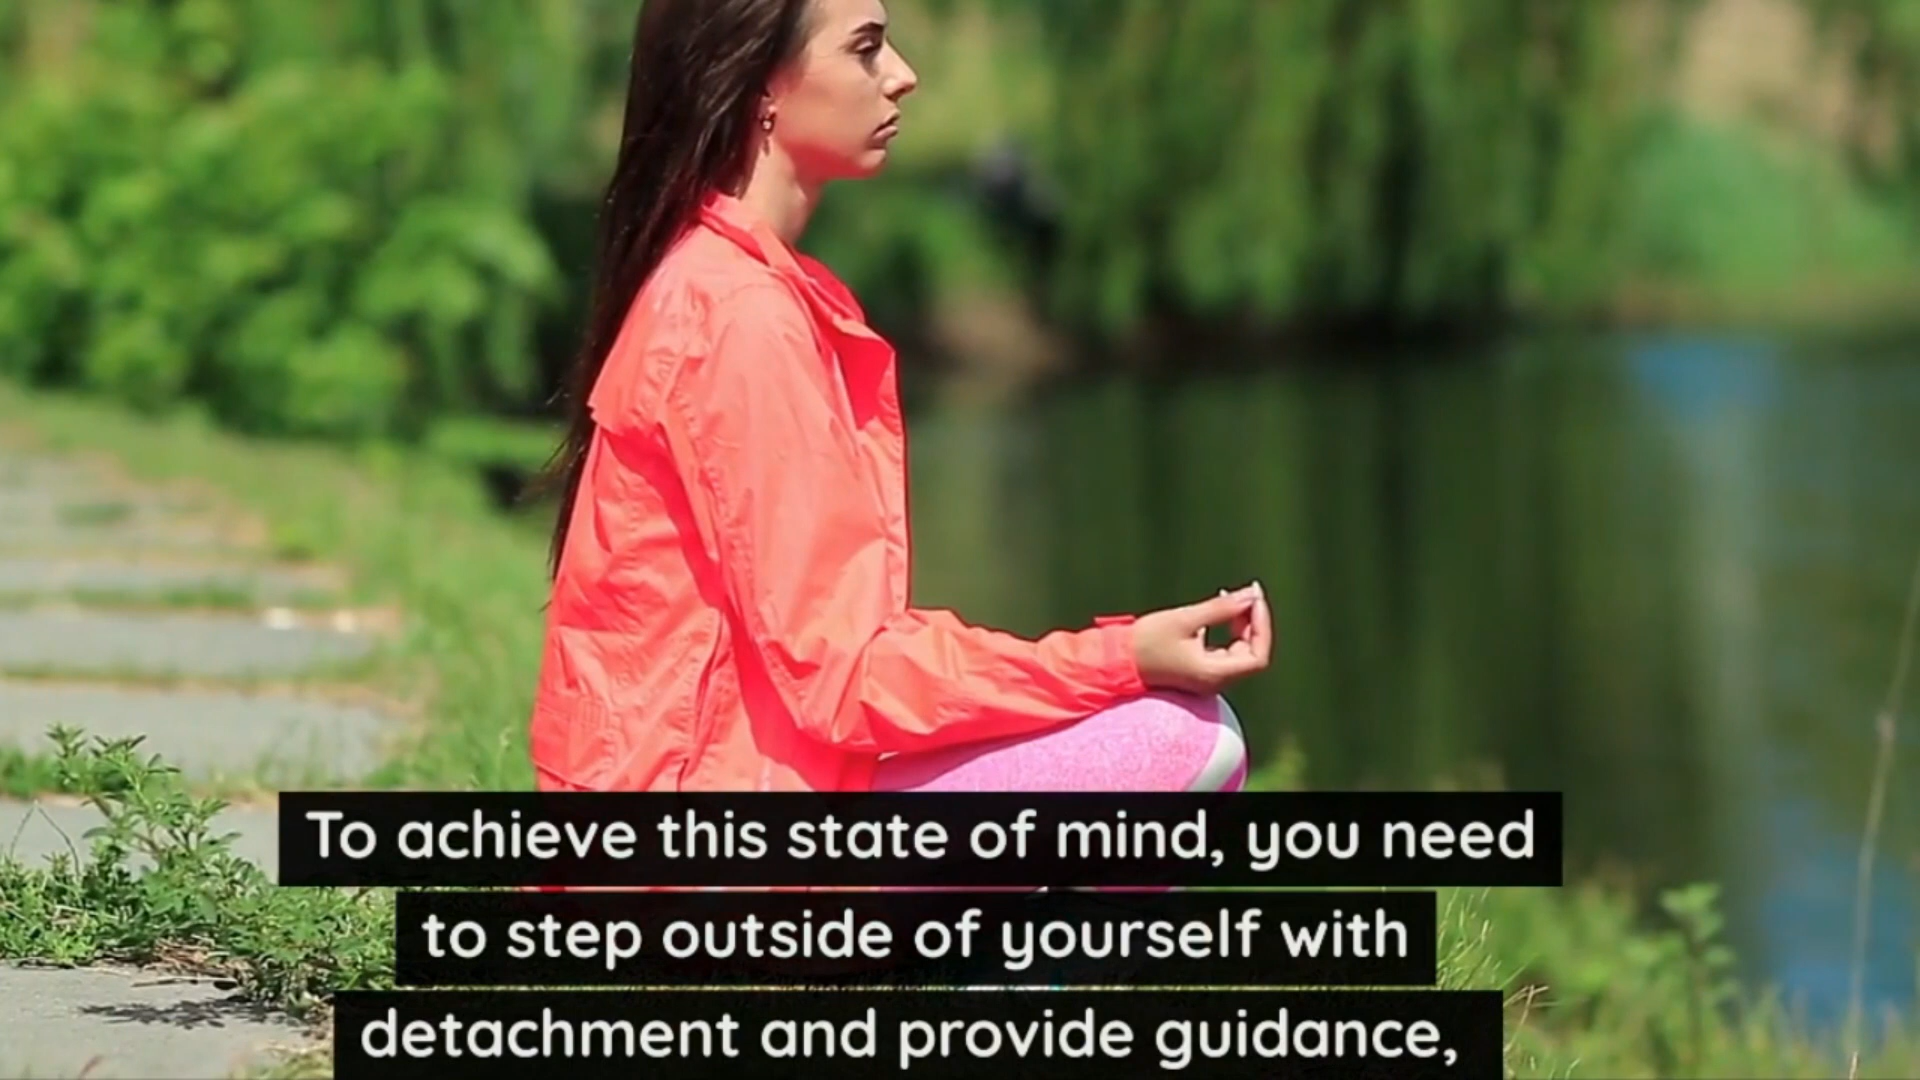 To achieve this state of mind, you need
to step outside of yourself with
detachment and provide guidance,